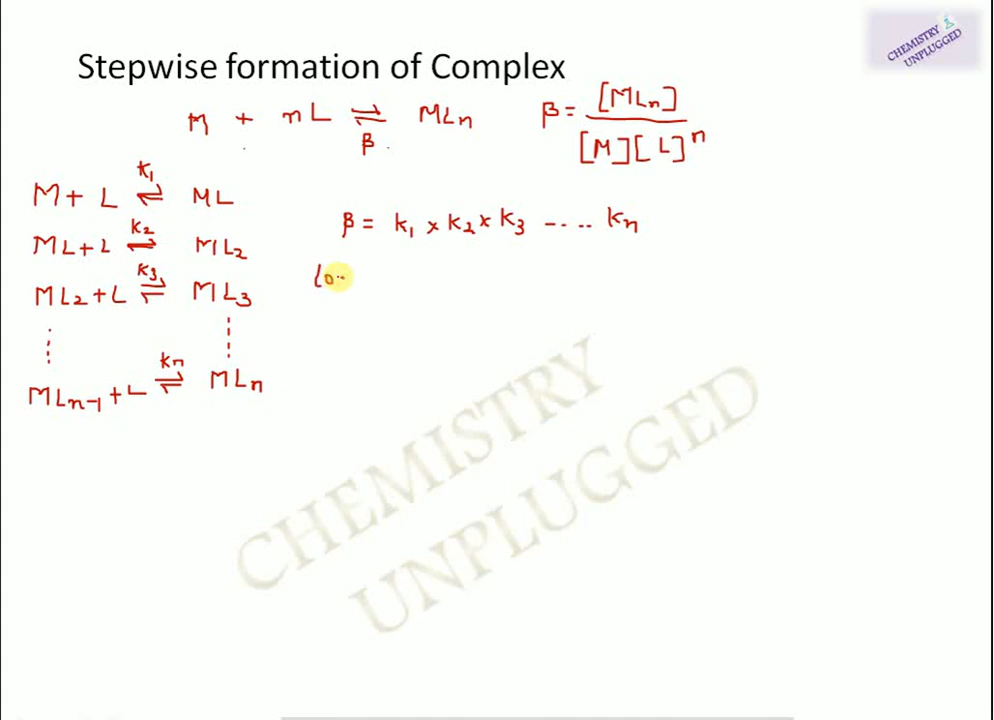 CHEMISTRY
UNPLUGGED
Stepwise formation of Complex
M + nL ⇌ MLn
β
β = [MLn] / [M][L]^n
K1
M + L ⇌ ML
K2
ML + L ⇌ ML2
K3
ML2 + L ⇌ ML3
Kn
MLn-1 + L ⇌ MLn
β = K1 × K2 × K3 ---- Kn
CHEMISTRY
UNPLUGGED